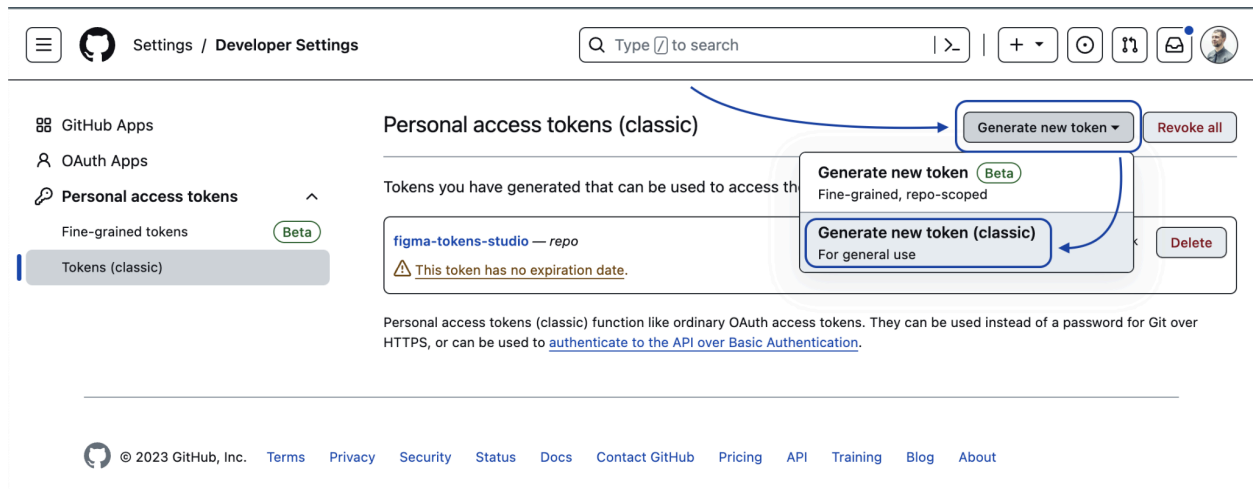 Settings / Developer Settings
Type / to search
GitHub Apps
OAuth Apps
Personal access tokens
Fine-grained tokens Beta
Tokens (classic)
Personal access tokens (classic)
Generate new token
Revoke all
Tokens you have generated that can be used to access
Generate new token Beta
Fine-grained, repo-scoped
Generate new token (classic)
For general use
figma-tokens-studio — repo
Delete
This token has no expiration date.
Personal access tokens (classic) function like ordinary OAuth access tokens. They can be used instead of a password for Git over
HTTPS, or can be used to authenticate to the API over Basic Authentication.
© 2023 GitHub, Inc. Terms Privacy Security Status Docs Contact GitHub Pricing API Training Blog About